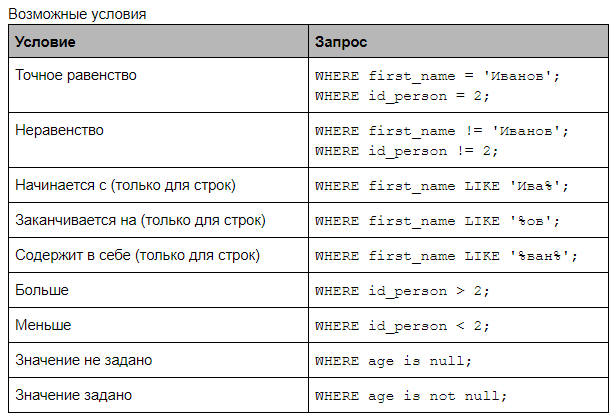 Возможные условия
Условие Запрос
Точное равенство WHERE first_name = 'Иванов';
WHERE id_person = 2;
Неравенство WHERE first_name != 'Иванов';
WHERE id_person != 2;
Начинается с (только для строк) WHERE first_name LIKE 'Ива%';
Заканчивается на (только для строк) WHERE first_name LIKE '%ов';
Содержит в себе (только для строк) WHERE first_name LIKE '%ван%';
Больше WHERE id_person > 2;
Меньше WHERE id_person < 2;
Значение не задано WHERE age is null;
Значение задано WHERE age is not null;